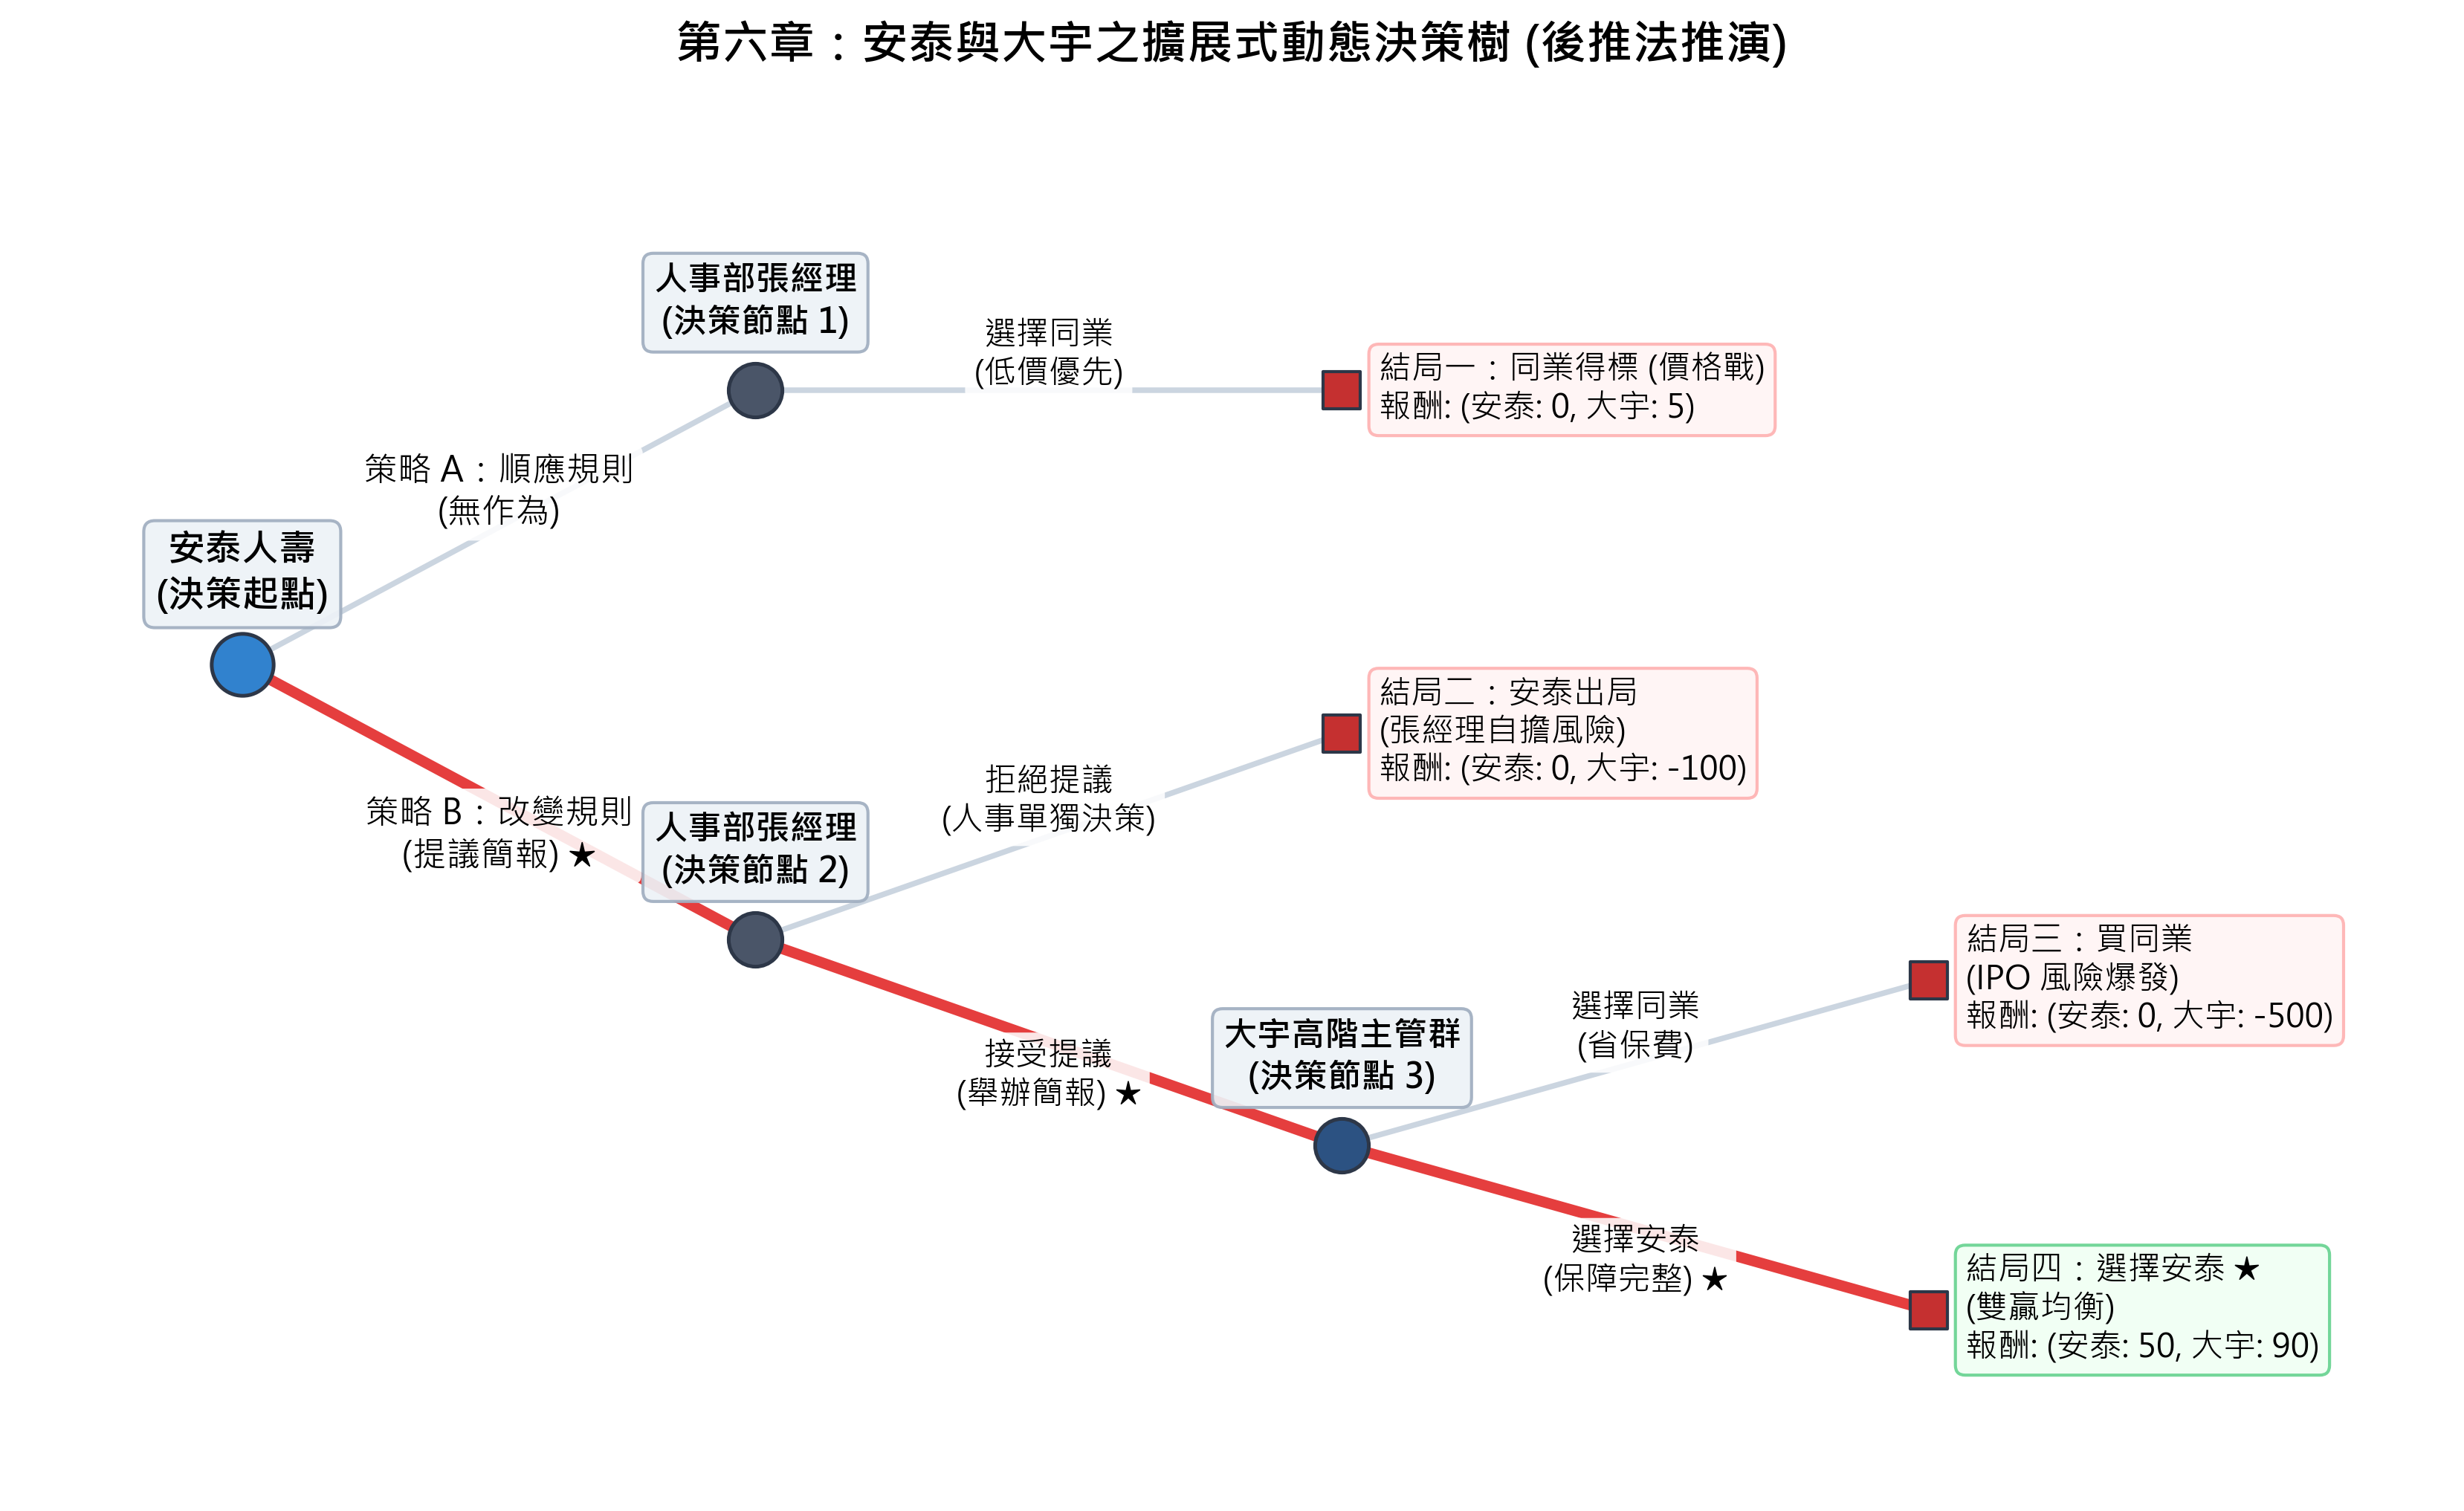 第六章：安泰與大宇之擴展式動態決策樹 (後推法推演)
人事部張經理
(決策節點 1)
選擇同業
(低價優先)
結局一：同業得標 (價格戰)
報酬: (安泰: 0, 大宇: 5)
策略 A：順應規則
(無作為)
安泰人壽
(決策起點)
結局二：安泰出局
(張經理自擔風險)
報酬: (安泰: 0, 大宇: -100)
拒絕提議
(人事單獨決策)
策略 B：改變規則
(提議簡報) ★
人事部張經理
(決策節點 2)
結局三：買同業
(IPO 風險爆發)
報酬: (安泰: 0, 大宇: -500)
選擇同業
(省保費)
大宇高階主管群
(決策節點 3)
接受提議
(舉辦簡報) ★
選擇安泰
(保障完整) ★
結局四：選擇安泰 ★
(雙贏均衡)
報酬: (安泰: 50, 大宇: 90)